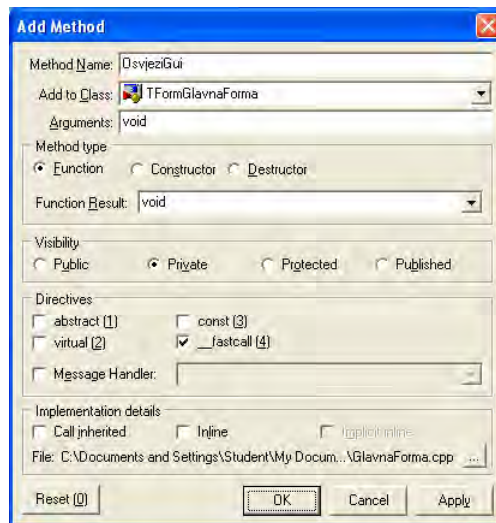 Add Method
Method Name: OsvjeziGui
Add to Class: TFormGlavnaForma
Arguments: void
Method type
Function Constructor Destructor
Function Result: void
Visibility
Public Private Protected Published
Directives
abstract (1) const (3)
virtual (2) __fastcall (4)
Message Handler:
Implementation details
Call inherited Inline Implicit inline
File: C:\Documents and Settings\Student\My Docum...\GlavnaForma.cpp ...
Reset (0) OK Cancel Apply